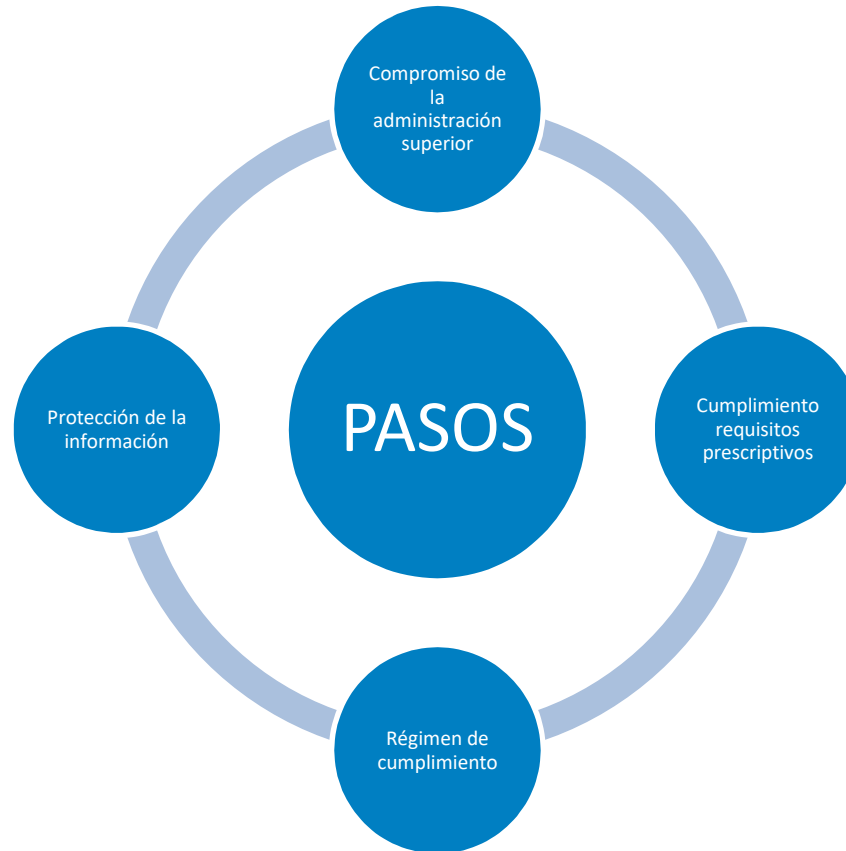 Compromiso de
la
administración
superior
Cumplimiento
requisitos
prescriptivos
Régimen de
cumplimiento
Protección de la
información
PASOS